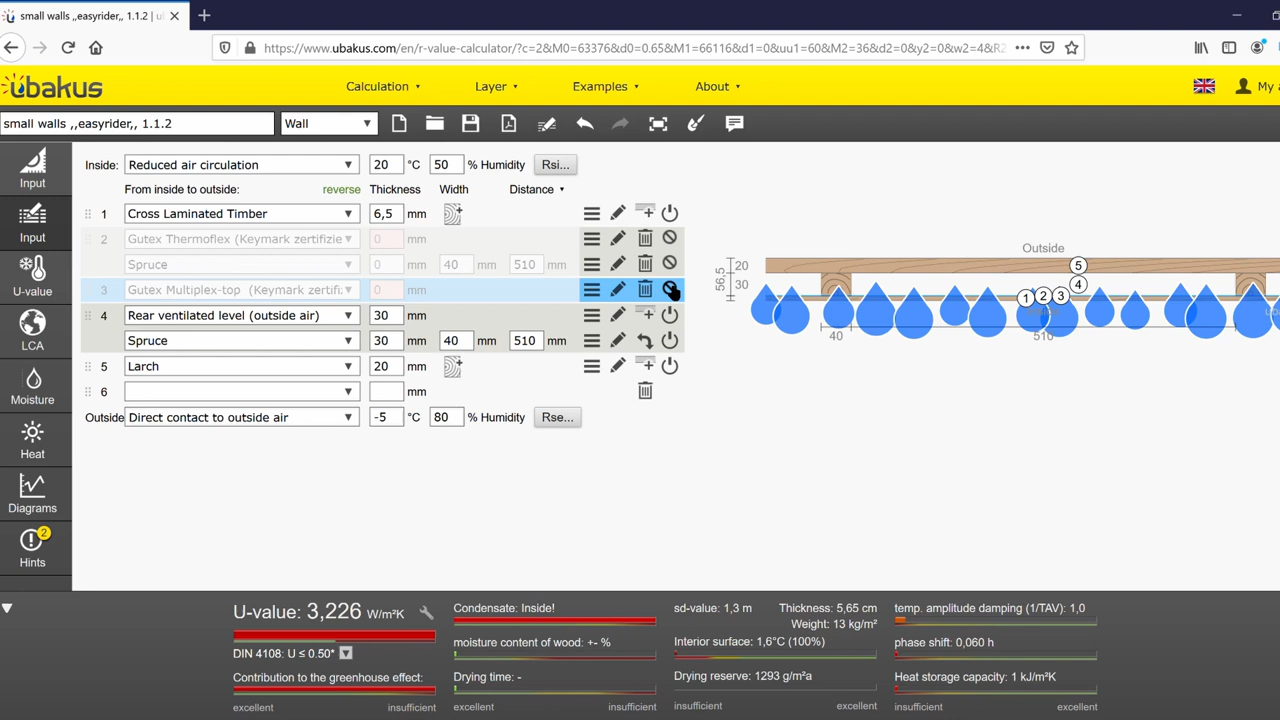 small walls ,,easyrider,, 1.1.2 | u
https://www.ubakus.com/en/r-value-calculator/?c=2&M0=63376&d0=0.65&M1=66116&d1=0&uu1=60&M2=36&d2=0&y2=0&w2=4&R2
ubakus
Calculation
Layer
Examples
About
My a
small walls ,,easyrider,, 1.1.2
Wall
Input
Input
U-value
LCA
Moisture
Heat
Diagrams
2
Hints
Inside:
Reduced air circulation
20 °C
50 % Humidity
Rsi...
From inside to outside:
reverse
Thickness
Width
Distance
1 Cross Laminated Timber 6,5 mm
2 Gutex Thermoflex (Keymark zertifizie 0 mm
Spruce 0 mm 40 mm 510 mm
3 Gutex Multiplex-top (Keymark zertifiz. 0 mm
4 Rear ventilated level (outside air) 30 mm
Spruce 30 mm 40 mm 510 mm
5 Larch 20 mm
6 mm
Outside
Direct contact to outside air
-5 °C
80 % Humidity
Rse...
Outside
5
4
1 2 3
20
30
56,5
40
510
U-value: 3,226 W/m²K
DIN 4108: U ≤ 0.50*
Contribution to the greenhouse effect:
excellent
insufficient
Condensate: Inside!
moisture content of wood: +- %
Drying time: -
excellent
insufficient
sd-value: 1,3 m
Thickness: 5,65 cm
Weight: 13 kg/m²
Interior surface: 1,6°C (100%)
Drying reserve: 1293 g/m²a
insufficient
excellent
temp. amplitude damping (1/TAV): 1,0
phase shift: 0,060 h
Heat storage capacity: 1 kJ/m²K
insufficient
excellent